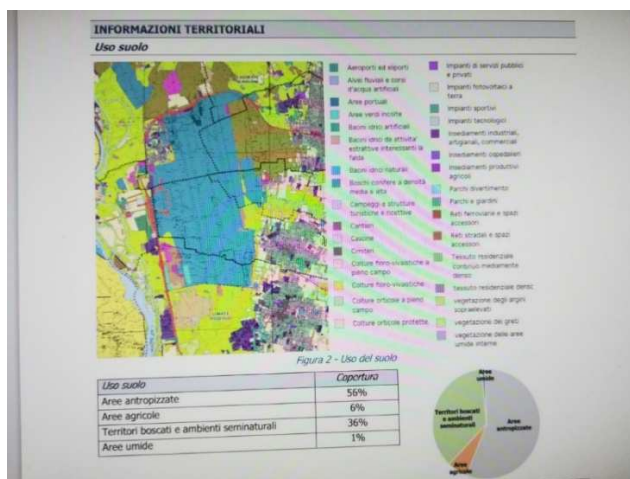 INFORMAZIONI TERRITORIALI
Uso suolo
Aeroporti ed eliporti
Alvei fluviali e corsi
d'acqua artificiali
Aree portuali
Aree verdi incolte
Bacini idrici artificiali
Bacini idrici da attivita'
estrattive interessanti la
falda
Bacini idrici naturali
Boschi conifere a densità
media e alta
Campeggi e strutture
turistiche e ricettive
Cantieri
Cascine
Cimiteri
Colture floro-vivaistiche a
pieno campo
Colture floro-vivaistiche
Colture orticole a pieno
campo
Colture orticole protette
Impianti di servizi pubblici
e privati
Impianti fotovoltaici a
terra
Impianti sportivi
Impianti tecnologici
Insediamenti industriali,
artigianali, commerciali
Insediamenti ospedalieri
Insediamenti produttivi
agricoli
Parchi divertimento
Parchi e giardini
Reti ferroviarie e spazi
accessori
Reti stradali e spazi
accessori
Tessuto residenziale
continuo mediamente
denso
tessuto residenziale denso
vegetazione degli argini
sopraelevati
vegetazione dei greti
vegetazione delle aree
umide interne
Figura 2 - Uso del suolo
Uso suolo Copertura
Aree antropizzate 56%
Aree agricole 6%
Territori boscati e ambienti seminaturali 36%
Aree umide 1%
Aree
umide
Territori boscati
e ambienti
seminaturali
Aree
antropizzate
Aree
agricole